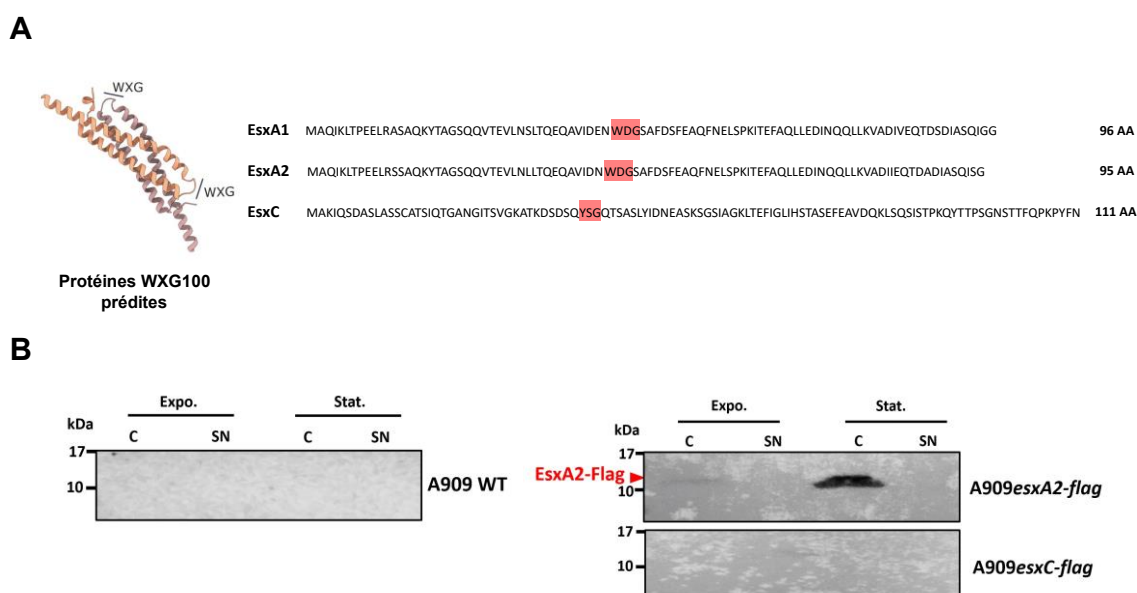 A
WXG
WXG
Protéines WXG100
prédites
EsxA1 MAQIKLTPEELRASAQKYTAGSQQVTEVLNSLTQEQAVIDENWDGSAFDSFEAQFNELSPKITEFAQLLEDINQQLLKVADIVEQTDSDIASQIGG 96 AA
EsxA2 MAQIKLTPEELRSSAQKYTAGSQQVTEVLNLLTQEQAVIDNWDGSAFDSFEAQFNELSPKITEFAQLLEDINQQLLKVADIIEQTDADIASQISG 95 AA
EsxC MAKIQSDASLASSCATSIQTGANGITSVGKATKDSDSQYSGQTSASLYIDNEASKSGSIAGKLTEFIGLIHSTASEFEAVDQKLSQSISTPKQYTTPSGNSTTFQPKPYFN 111 AA
B
Expo. Stat.
kDa C SN C SN
17
10
A909 WT
Expo. Stat.
kDa C SN C SN
17
EsxA2-Flag
10
A909esxA2-flag
17
10
A909esxC-flag